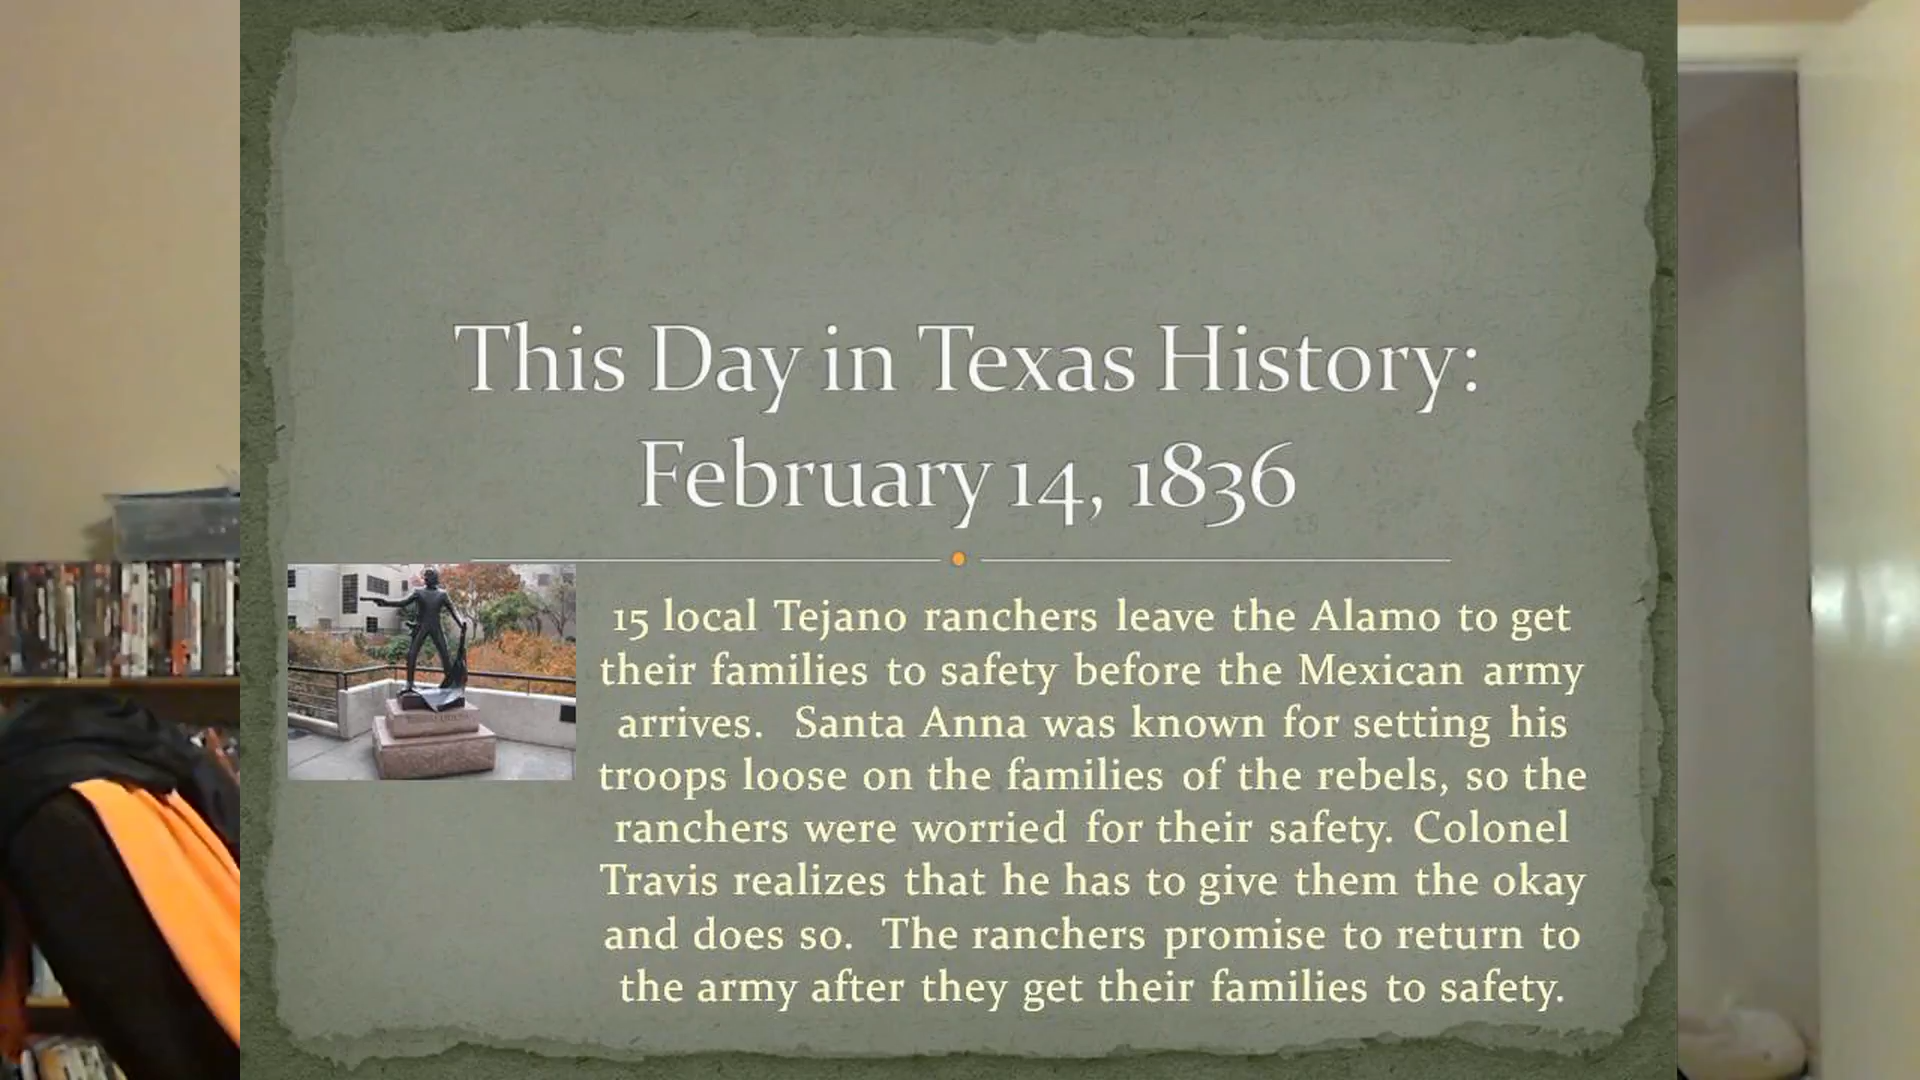 This Day in Texas History:
February 14, 1836
15 local Tejano ranchers leave the Alamo to get
their families to safety before the Mexican army
arrives. Santa Anna was known for setting his
troops loose on the families of the rebels, so the
ranchers were worried for their safety. Colonel
Travis realizes that he has to give them the okay
and does so. The ranchers promise to return to
the army after they get their families to safety.